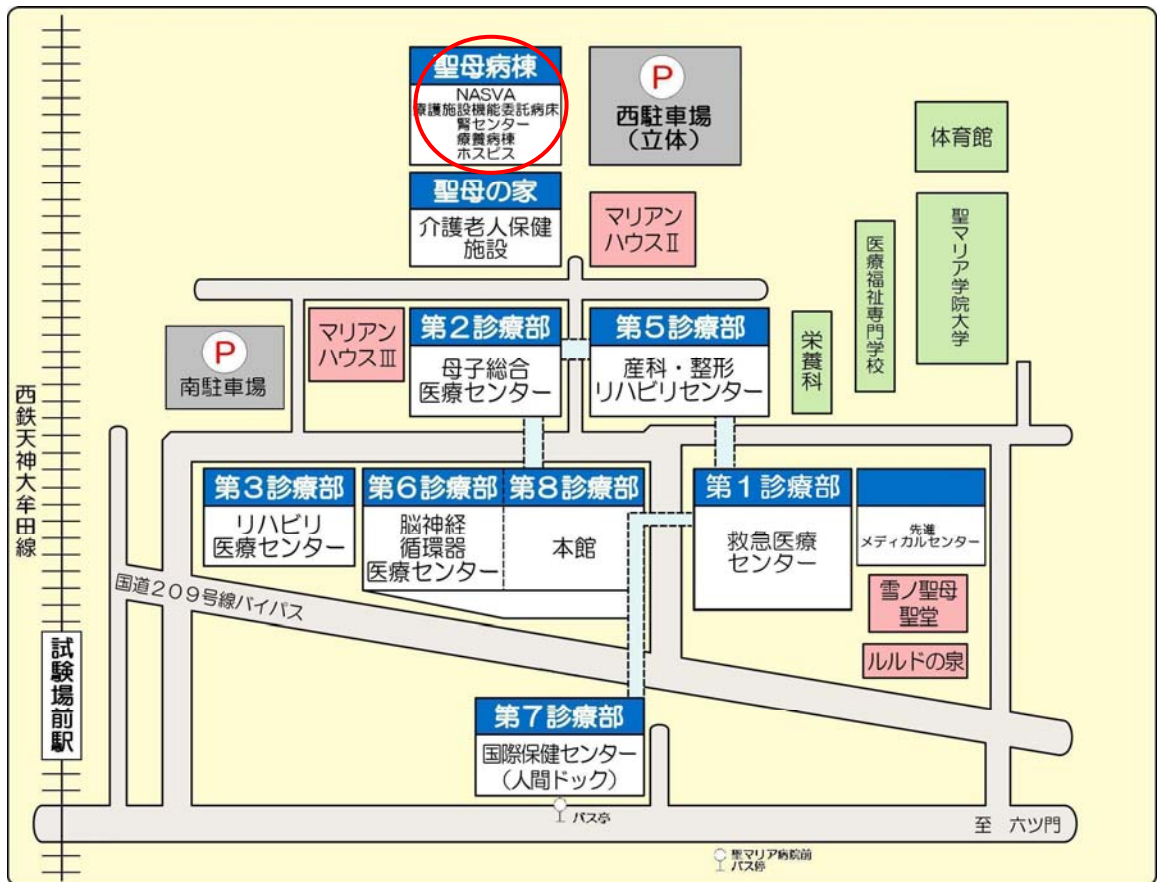 聖母病棟
NASVA
療護施設機能委託病床
腎センター
療養病棟
ホスピス
P
西駐車場
(立体)
体育館
聖母の家
介護老人保健
施設
マリアン
ハウスⅡ
医療福祉専門学校
聖マリア学院大学
P
南駐車場
マリアン
ハウスⅢ
第2診療部
母子総合
医療センター
第5診療部
産科・整形
リハビリセンター
栄養科
西鉄天神大牟田線
第3診療部
リハビリ
医療センター
第6診療部
脳神経
循環器
医療センター
第8診療部
本館
第1診療部
救急医療
センター
先進
メディカルセンター
雪ノ聖母
聖堂
ルルドの泉
国道209号線バイパス
試験場前駅
第7診療部
国際保健センター
(人間ドック)
バス亭
至 六ツ門
聖マリア病院前
バス停